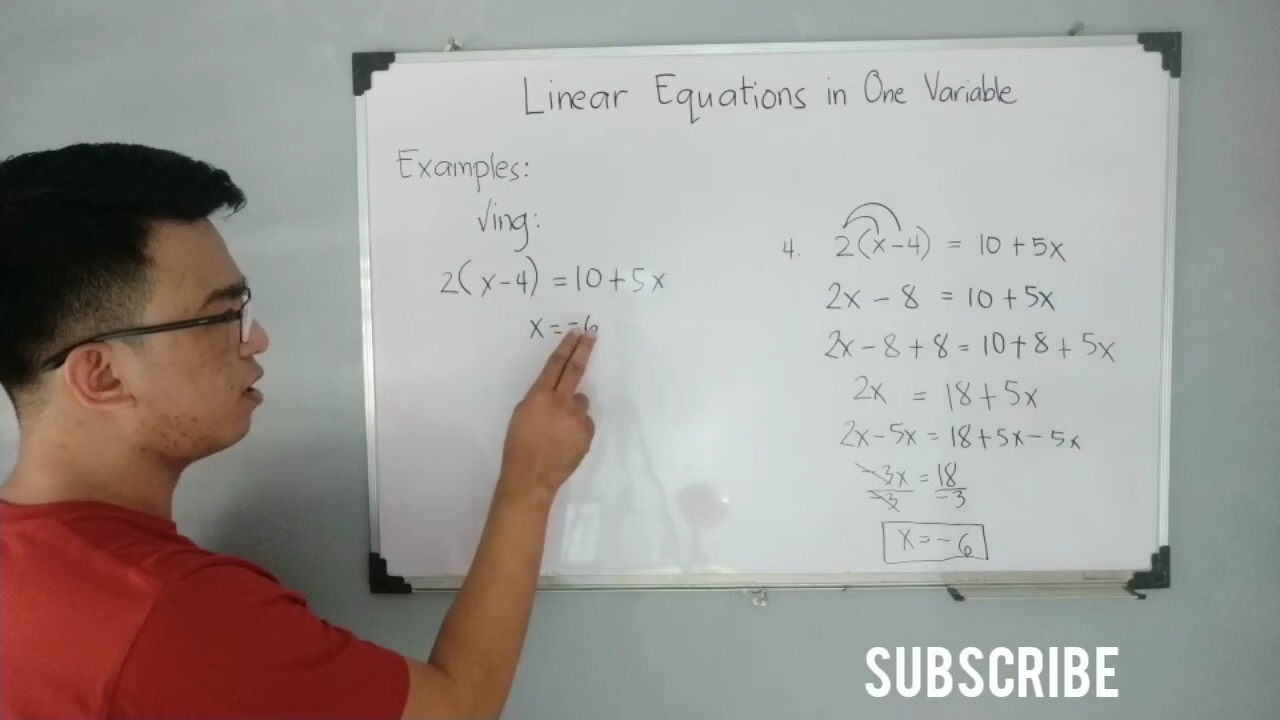 Linear Equations in One Variable
Examples:
√ing:
2(x-4) = 10+5x
x = -6
4. 2(x-4) = 10+5x
2x - 8 = 10+5x
2x - 8 + 8 = 10+8+5x
2x = 18+5x
2x-5x = 18+5x-5x
-3x = 18
-3 -3
x = -6
SUBSCRIBE